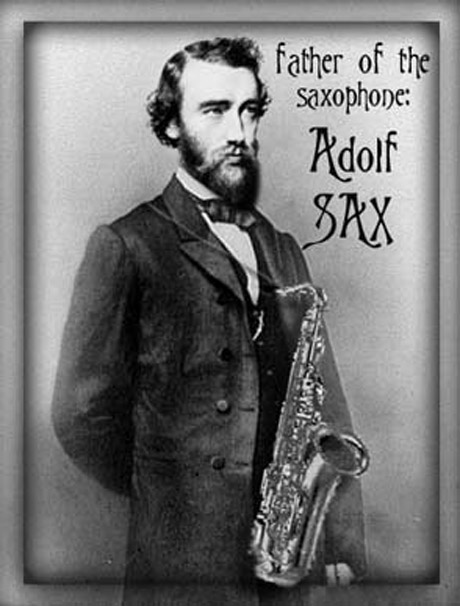 father of the
saxophone:
Adolf
SAX